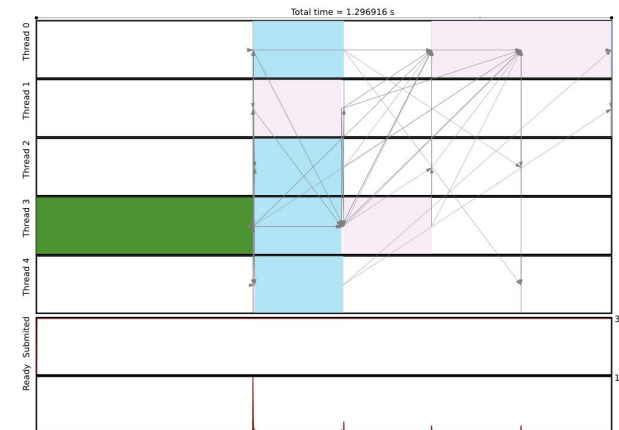 Total time = 1.296916 s
Thread 0
Thread 1
Thread 2
Thread 3
Thread 4
Submited
3
Ready
1